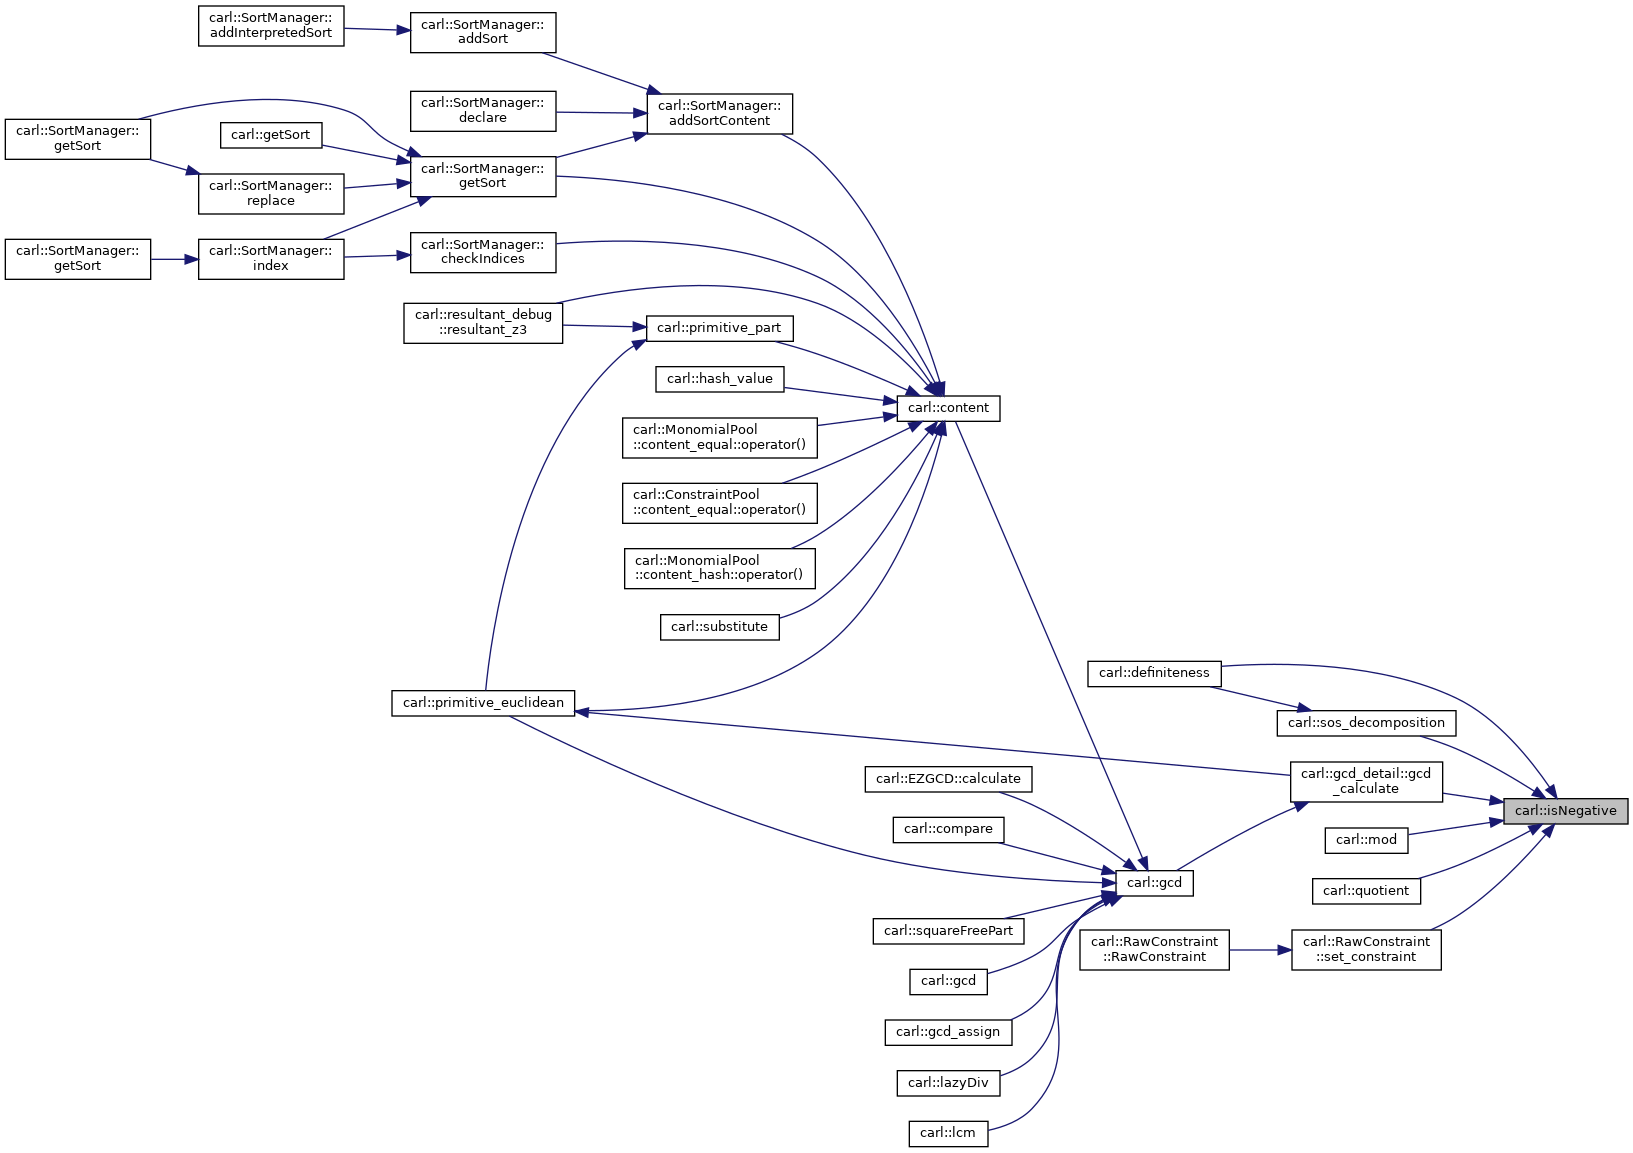 carl::SortManager::
addInterpretedSort
carl::SortManager::
addSort
carl::SortManager::
declare
carl::SortManager::
addSortContent
carl::SortManager::
getSort
carl::getSort
carl::SortManager::
getSort
carl::SortManager::
replace
carl::SortManager::
getSort
carl::SortManager::
index
carl::SortManager::
checkIndices
carl::resultant_debug
::resultant_z3
carl::primitive_part
carl::hash_value
carl::content
carl::MonomialPool
::content_equal::operator()
carl::ConstraintPool
::content_equal::operator()
carl::MonomialPool
::content_hash::operator()
carl::substitute
carl::primitive_euclidean
carl::definiteness
carl::sos_decomposition
carl::EZGCD::calculate
carl::gcd_detail::gcd
_calculate
carl::isNegative
carl::compare
carl::mod
carl::gcd
carl::quotient
carl::squareFreePart
carl::RawConstraint
::RawConstraint
carl::RawConstraint
::set_constraint
carl::gcd
carl::gcd_assign
carl::lazyDiv
carl::lcm